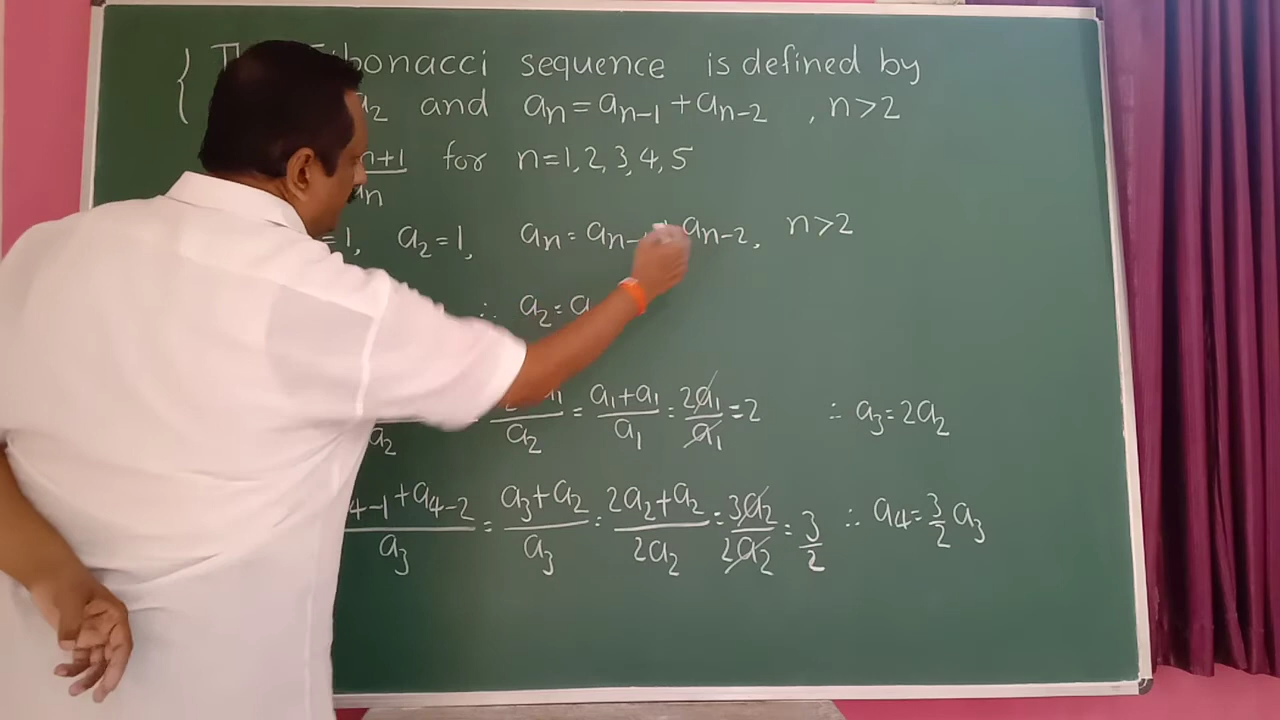 bonacci sequence is defined by
a₂ and aₙ = aₙ₋₁ + aₙ₋₂ , n > 2
n+1 / aₙ for n = 1, 2, 3, 4, 5
= 1, a₂ = 1, aₙ = aₙ₋ aₙ₋₂, n > 2
∴ a₂ = a
a₂ = / a₂ = (a₁ + a₁)/a₁ = 2a₁/a₁ = 2 ∴ a₃ = 2a₂
(4-1 + a₄₋₂)/a₃ = (a₃ + a₂)/a₃ = (2a₂ + a₂)/2a₂ = 3a₂/2a₂ = 3/2 ∴ a₄ = 3/2 a₃